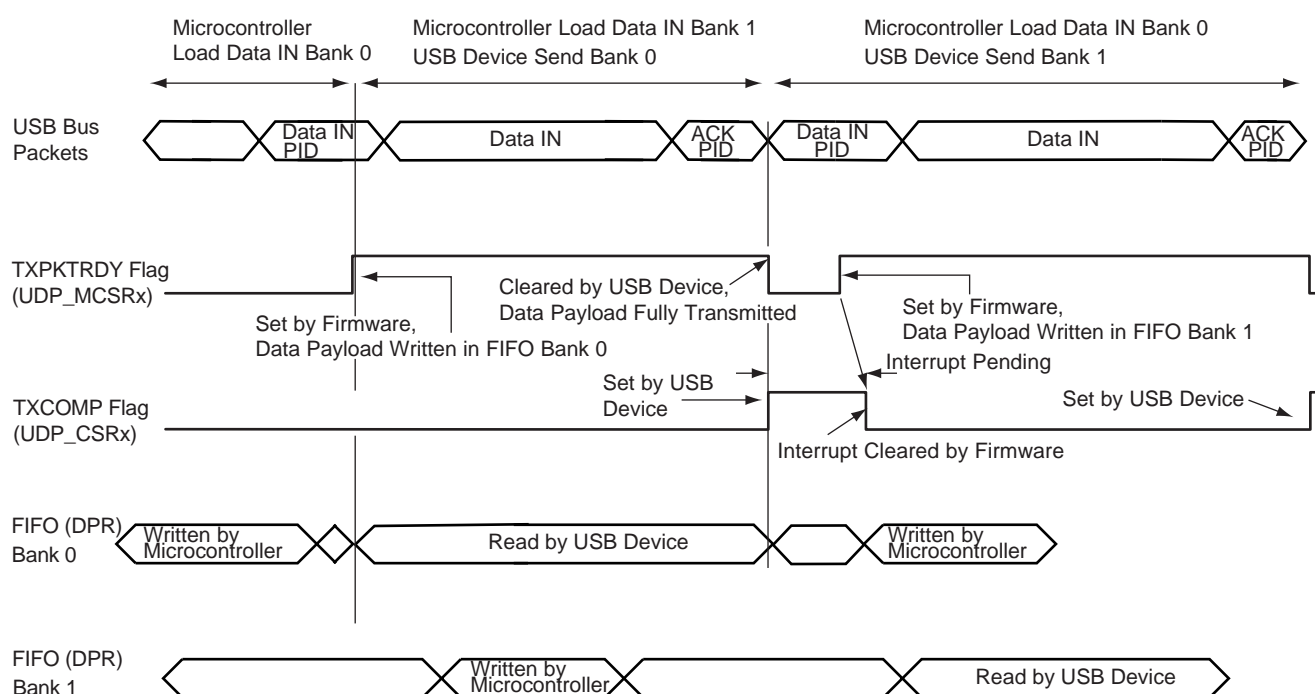 Microcontroller
Load Data IN Bank 0
Microcontroller Load Data IN Bank 1
USB Device Send Bank 0
Microcontroller Load Data IN Bank 0
USB Device Send Bank 1
USB Bus
Packets
Data IN
PID
Data IN
ACK
PID
Data IN
PID
Data IN
ACK
PID
TXPKTRDY Flag
(UDP_MCSRx)
Set by Firmware,
Data Payload Written in FIFO Bank 0
Cleared by USB Device,
Data Payload Fully Transmitted
Set by Firmware,
Data Payload Written in FIFO Bank 1
Interrupt Pending
Set by USB
Device
TXCOMP Flag
(UDP_CSRx)
Set by USB Device
Interrupt Cleared by Firmware
FIFO (DPR)
Bank 0
Written by
Microcontroller
Read by USB Device
Written by
Microcontroller
FIFO (DPR)
Bank 1
Written by
Microcontroller
Read by USB Device